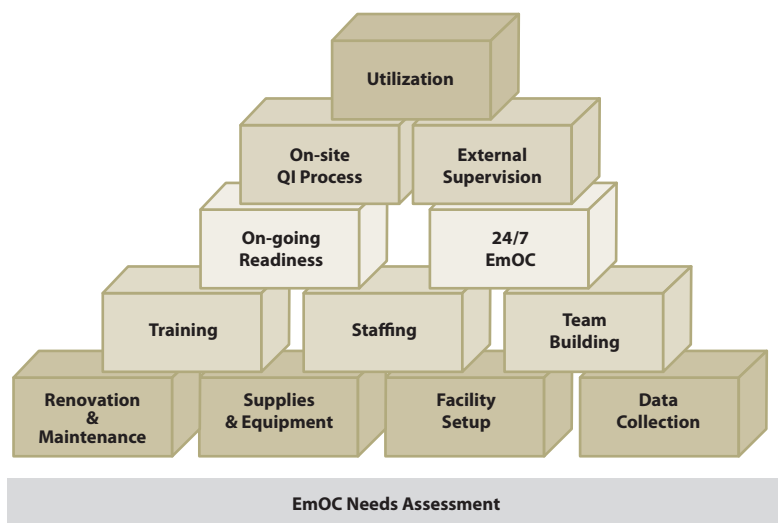 Utilization
On-site
QI Process
External
Supervision
On-going
Readiness
24/7
EmOC
Training
Staffing
Team
Building
Renovation
&
Maintenance
Supplies
& Equipment
Facility
Setup
Data
Collection
EmOC Needs Assessment